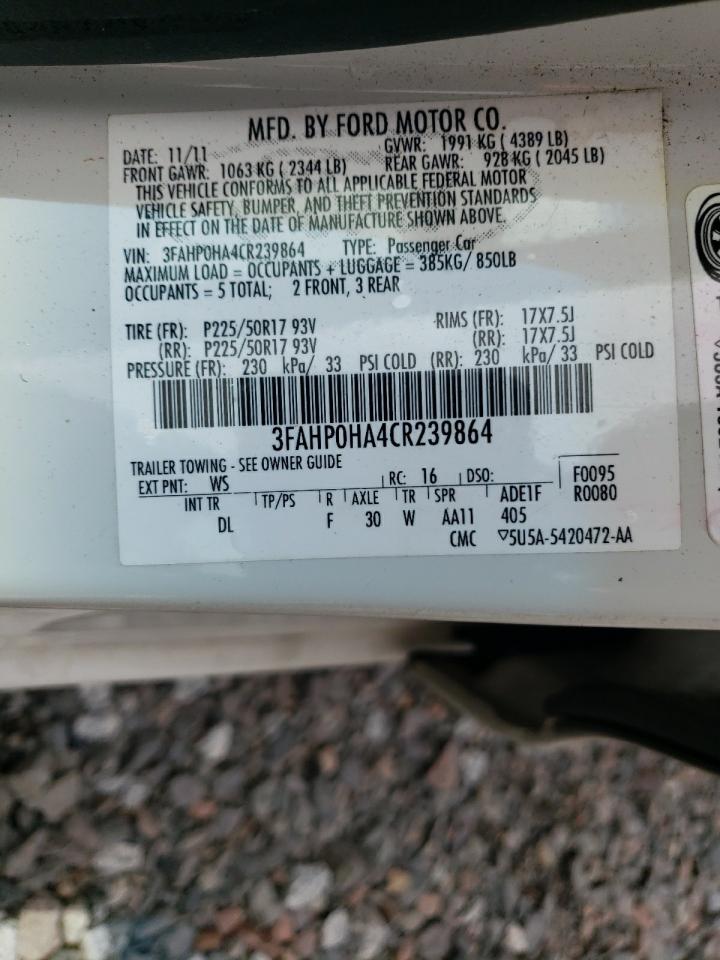 MFD. BY FORD MOTOR CO.
DATE: 11/11 GVWR: 1991 KG ( 4389 LB)
FRONT GAWR: 1063 KG ( 2344 LB) REAR GAWR: 928 KG ( 2045 LB)
THIS VEHICLE CONFORMS TO ALL APPLICABLE FEDERAL MOTOR
VEHICLE SAFETY, BUMPER, AND THEFT PREVENTION STANDARDS
IN EFFECT ON THE DATE OF MANUFACTURE SHOWN ABOVE.
VIN: 3FAHP0HA4CR239864 TYPE: Passenger Car
MAXIMUM LOAD = OCCUPANTS + LUGGAGE = 385KG/ 850LB
OCCUPANTS = 5 TOTAL; 2 FRONT, 3 REAR
TIRE (FR): P225/50R17 93V RIMS (FR): 17X7.5J
(RR): P225/50R17 93V (RR): 17X7.5J
PRESSURE (FR): 230 kPa/ 33 PSI COLD (RR): 230 kPa/ 33 PSI COLD
3FAHP0HA4CR239864
TRAILER TOWING - SEE OWNER GUIDE
EXT PNT: WS RC: 16 DSO: F0095
INT TR TP/PS R AXLE TR SPR ADE1F R0080
DL F 30 W AA11 405
CMC ▽5U5A-5420472-AA